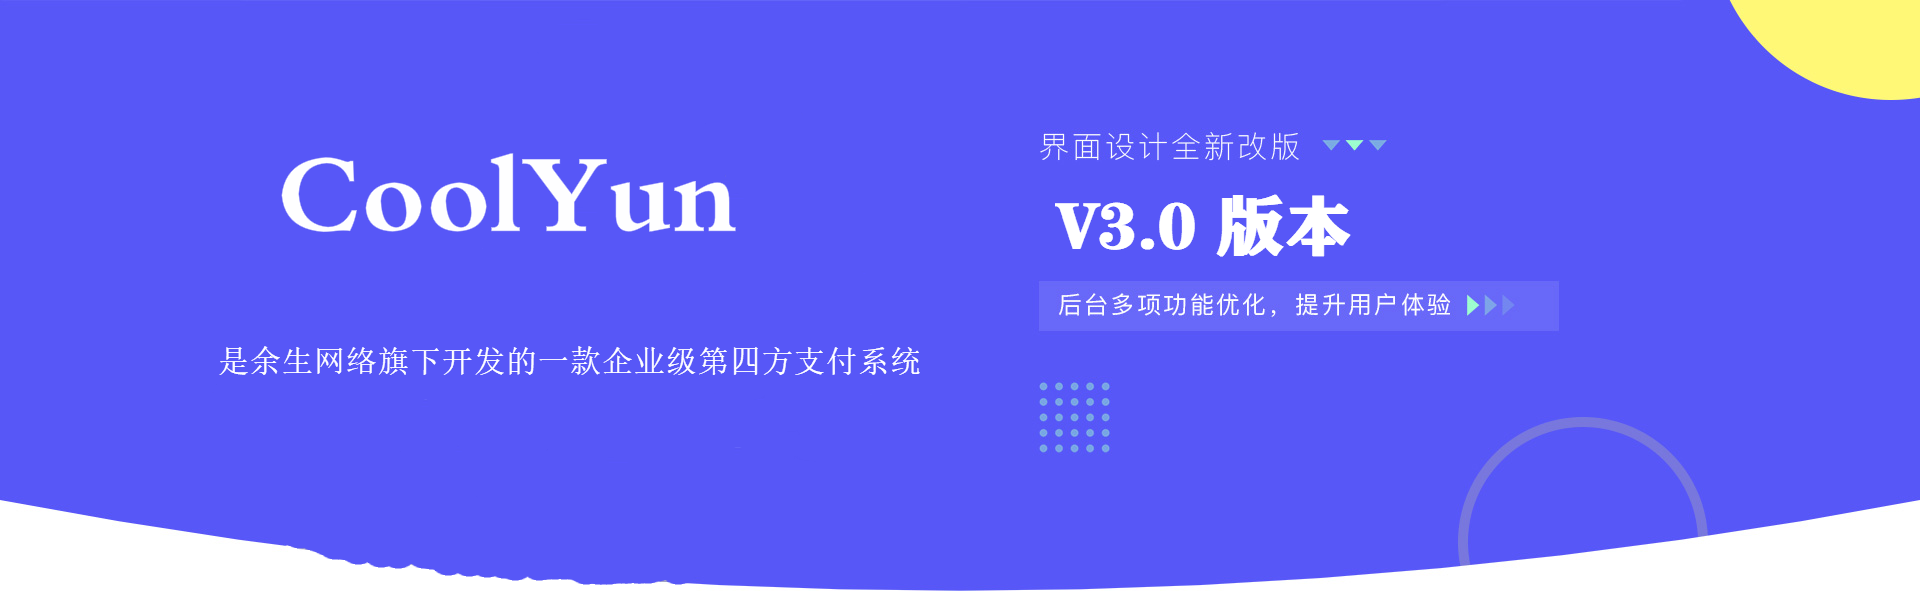 CoolYun
是余生网络旗下开发的一款企业级第四方支付系统
界面设计全新改版
V3.0 版本
后台多项功能优化，提升用户体验